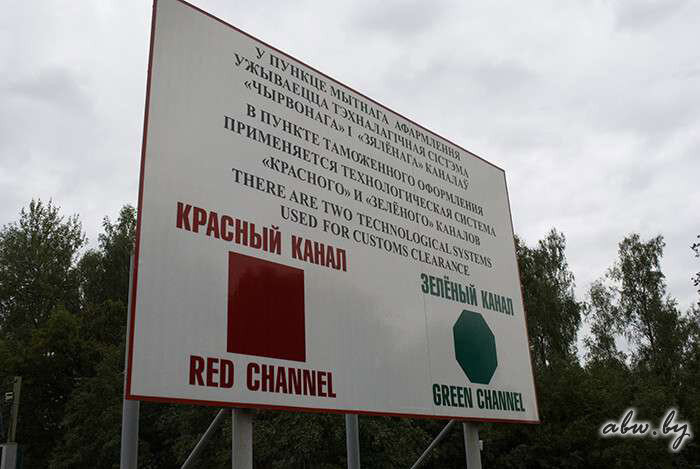 У ПУНКЦЕ МЫТНАГА АФАРМЛЕННЯ
УЖЫВАЕЦЦА ТЭХНАЛАГІЧНАЯ СІСТЭМА
«ЧЫРВОНАГА» І «ЗЯЛЁНАГА» КАНАЛАЎ
В ПУНКТЕ ТАМОЖЕННОГО ОФОРМЛЕНИЯ
ПРИМЕНЯЕТСЯ ТЕХНОЛОГИЧЕСКАЯ СИСТЕМА
«КРАСНОГО» И «ЗЕЛЁНОГО» КАНАЛОВ
THERE ARE TWO TECHNOLOGICAL SYSTEMS
USED FOR CUSTOMS CLEARANCE
КРАСНЫЙ КАНАЛ
RED CHANNEL
ЗЕЛЁНЫЙ КАНАЛ
GREEN CHANNEL
abw.by